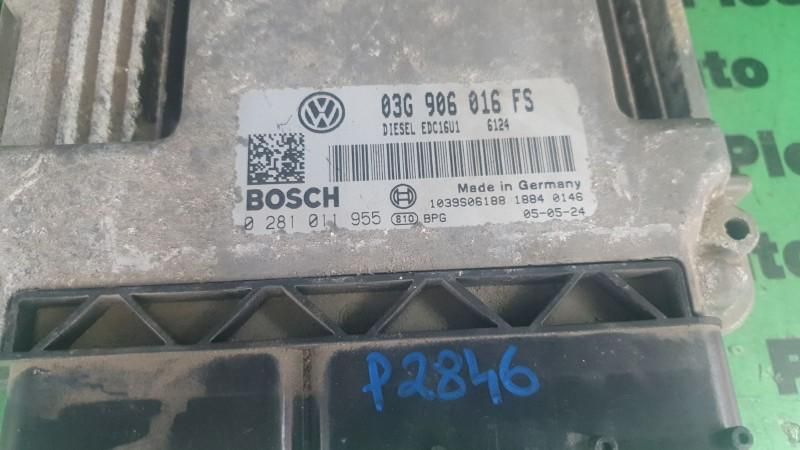 VW
03G 906 016 FS
DIESEL EDC16U1 6124
BOSCH
Made in Germany
1039S06188 1884 0146
0 281 011 955 810 BPG
05-05-24
P2846